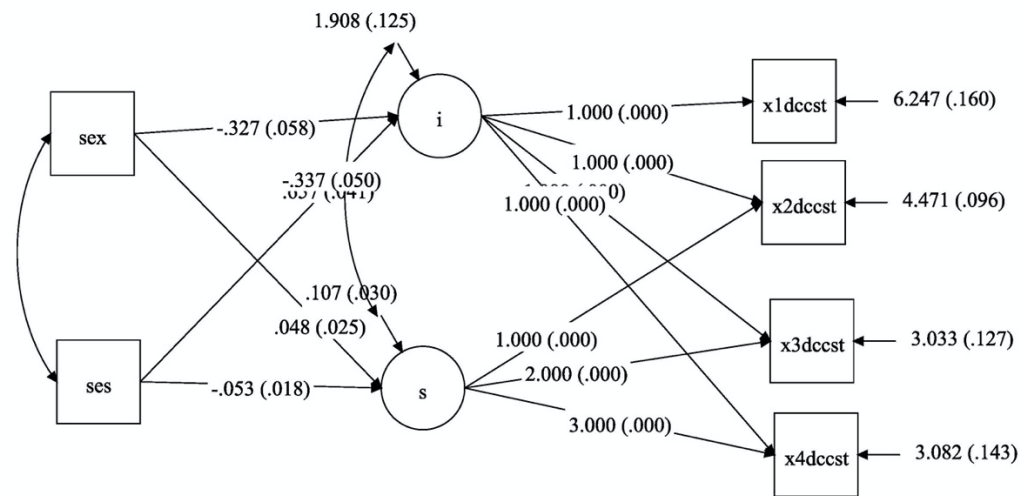 1.908 (.125)
sex
-.327 (.058)
i
1.000 (.000)
x1dccst
6.247 (.160)
1.000 (.000)
-.337 (.050)
1.000 (.000)
x2dccst
4.471 (.096)
.107 (.030)
.048 (.025)
1.000 (.000)
x3dccst
3.033 (.127)
ses
-.053 (.018)
s
2.000 (.000)
3.000 (.000)
x4dccst
3.082 (.143)